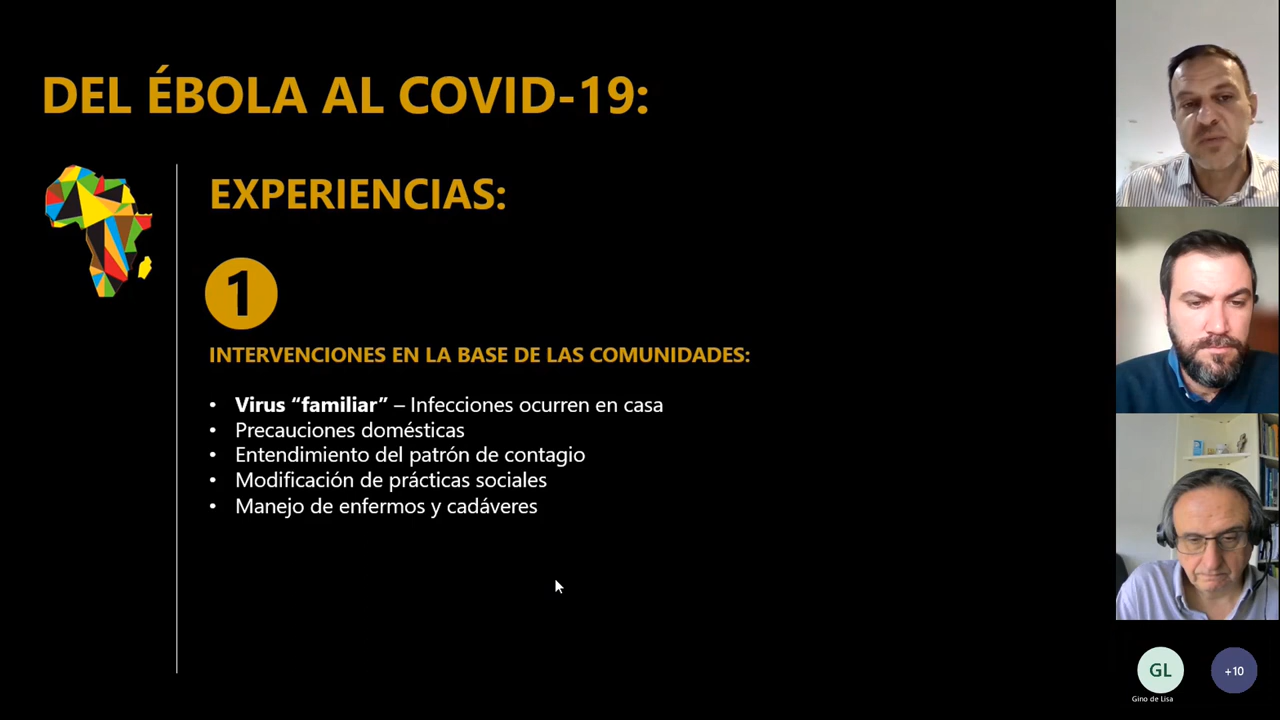 DEL ÉBOLA AL COVID-19:
EXPERIENCIAS:
1
INTERVENCIONES EN LA BASE DE LAS COMUNIDADES:
• Virus “familiar” – Infecciones ocurren en casa
• Precauciones domésticas
• Entendimiento del patrón de contagio
• Modificación de prácticas sociales
• Manejo de enfermos y cadáveres
GL
+10
Gino de Lisa